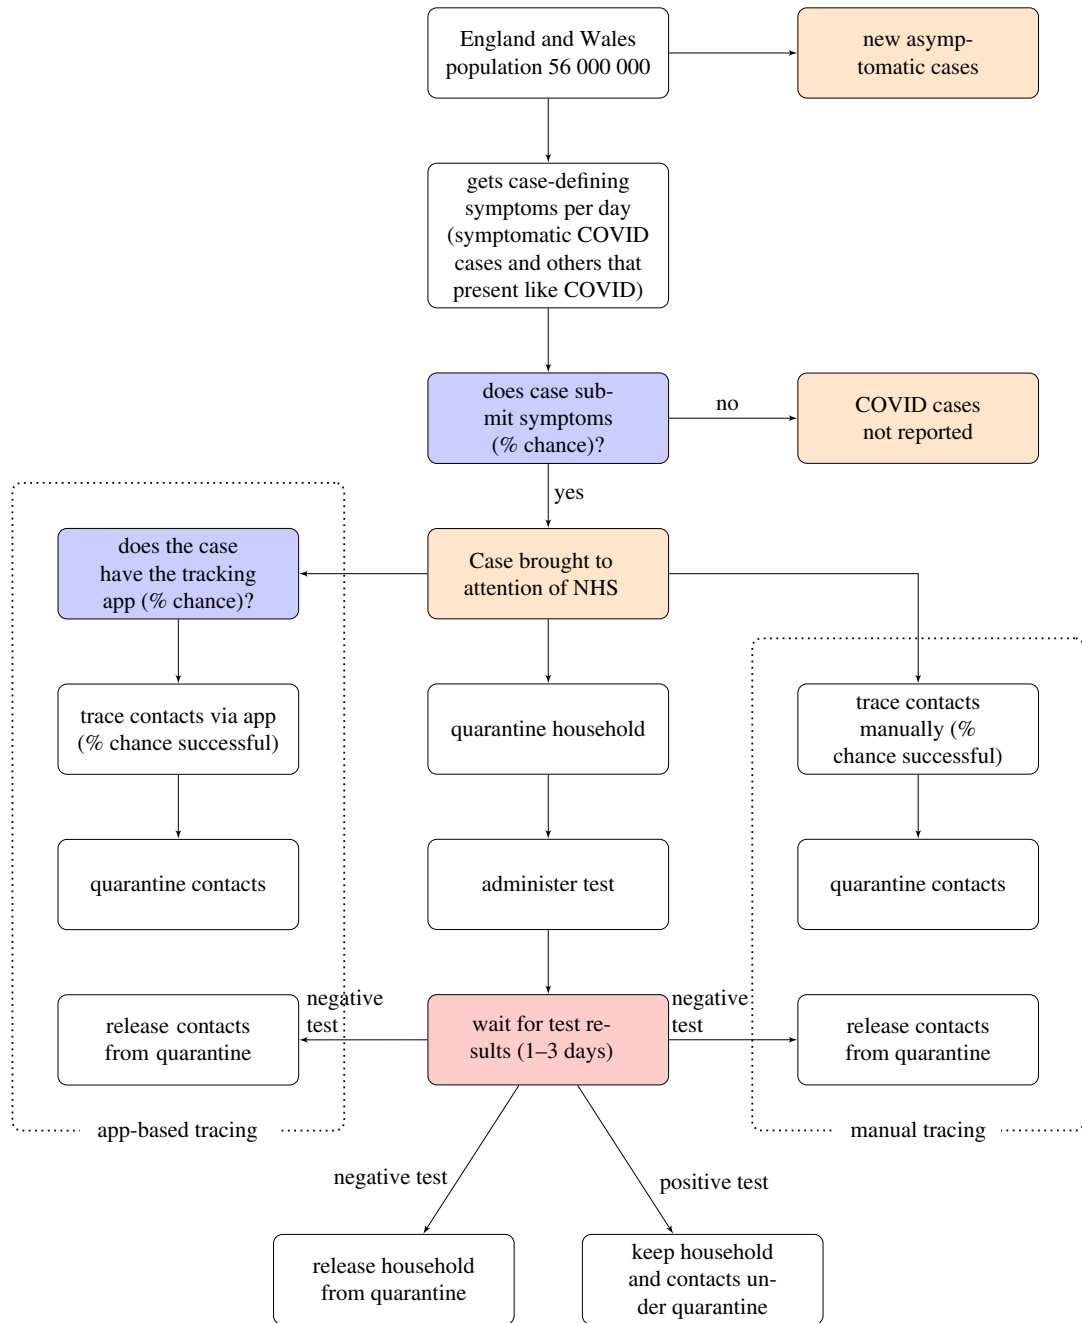 England and Wales
population 56 000 000
new asymp-
tomatic cases
gets case-defining
symptoms per day
(symptomatic COVID
cases and others that
present like COVID)
does case sub-
mit symptoms
(% chance)?
no
COVID cases
not reported
yes
does the case
have the tracking
app (% chance)?
Case brought to
attention of NHS
trace contacts via app
(% chance successful)
quarantine household
trace contacts
manually (%
chance successful)
quarantine contacts
administer test
quarantine contacts
release contacts
from quarantine
negative
test
wait for test re-
sults (1–3 days)
negative
test
release contacts
from quarantine
app-based tracing
manual tracing
negative test
positive test
release household
from quarantine
keep household
and contacts un-
der quarantine